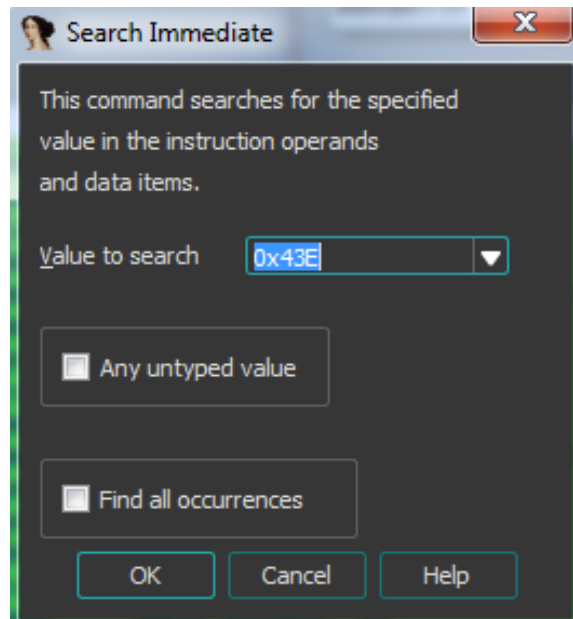 Search Immediate
This command searches for the specified
value in the instruction operands
and data items.
Value to search 0x43E
Any untyped value
Find all occurrences
OK Cancel Help